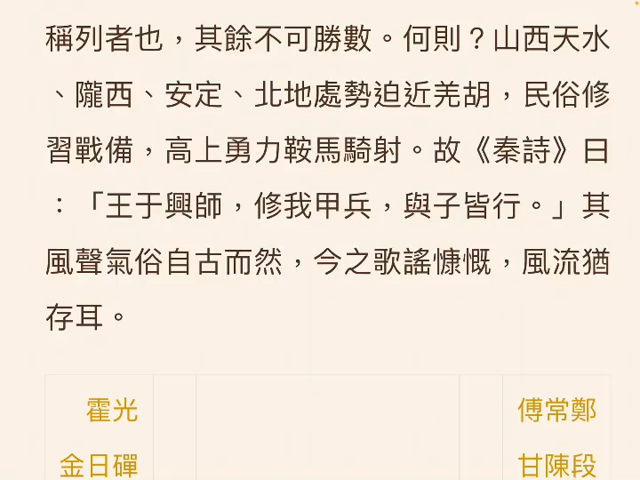 稱列者也，其餘不可勝數。何則？山西天水
、隴西、安定、北地處勢迫近羌胡，民俗修
習戰備，高上勇力鞍馬騎射。故《秦詩》曰
：「王于興師，修我甲兵，與子皆行。」其
風聲氣俗自古而然，今之歌謠慷慨，風流猶
存耳。
霍光
金日磾
傅常鄭
甘陳段